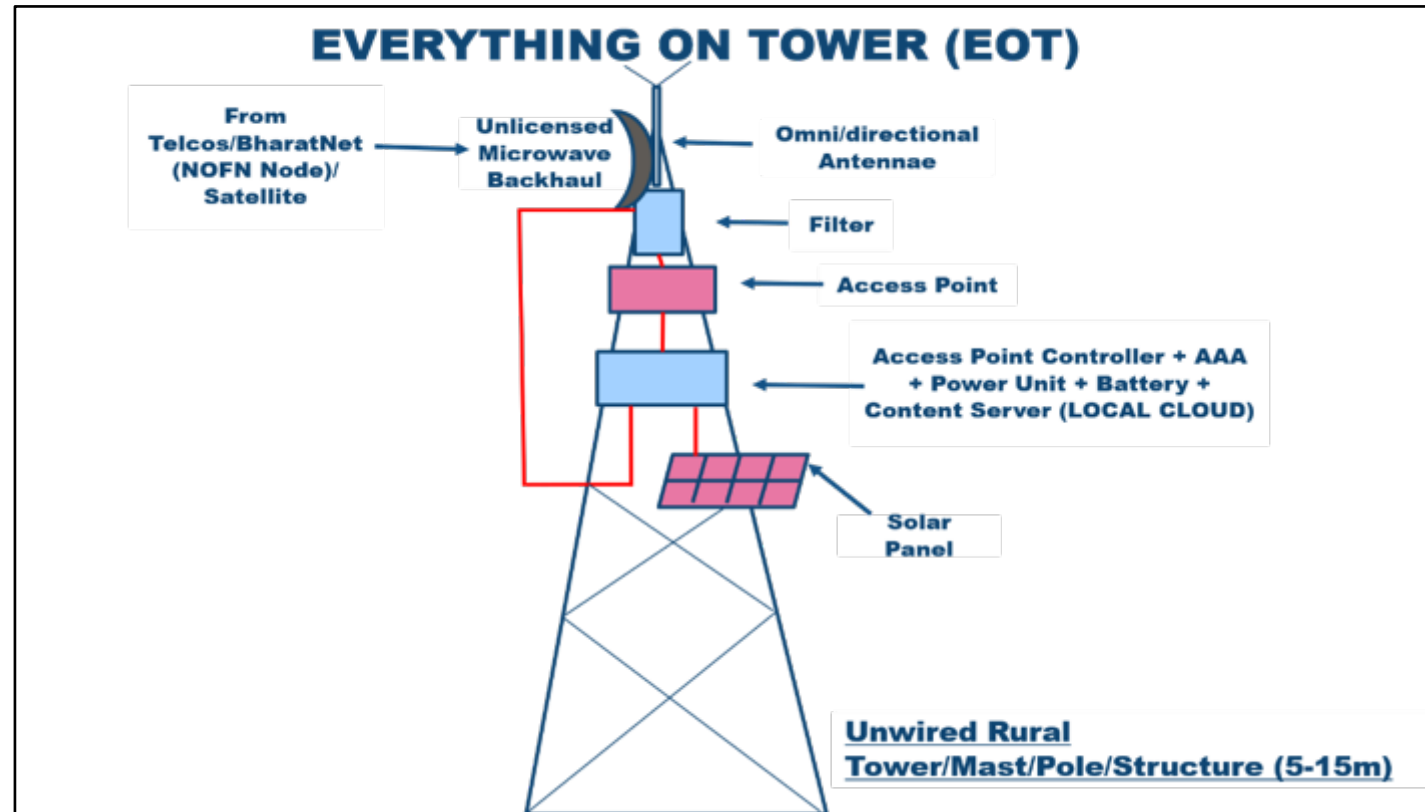 EVERYTHING ON TOWER (EOT)
From
Telcos/BharatNet
(NOFN Node)/
Satellite
Unlicensed
Microwave
Backhaul
Omni/directional
Antennae
Filter
Access Point
Access Point Controller + AAA
+ Power Unit + Battery +
Content Server (LOCAL CLOUD)
Solar
Panel
Unwired Rural
Tower/Mast/Pole/Structure (5-15m)